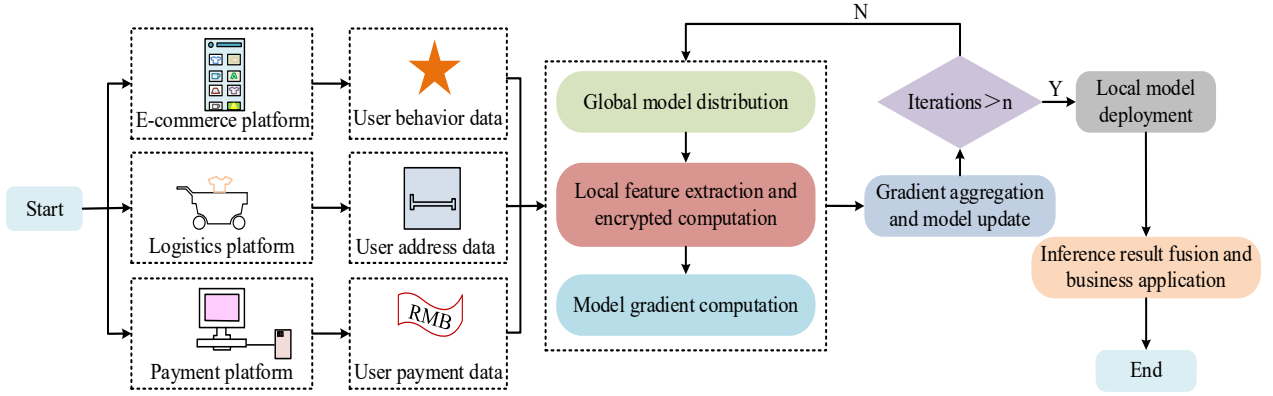 Start
E-commerce platform
User behavior data
Logistics platform
User address data
Payment platform
RMB
User payment data
Global model distribution
Local feature extraction and
encrypted computation
Model gradient computation
Gradient aggregation
and model update
Iterations＞n
N
Y
Local model
deployment
Inference result fusion and
business application
End